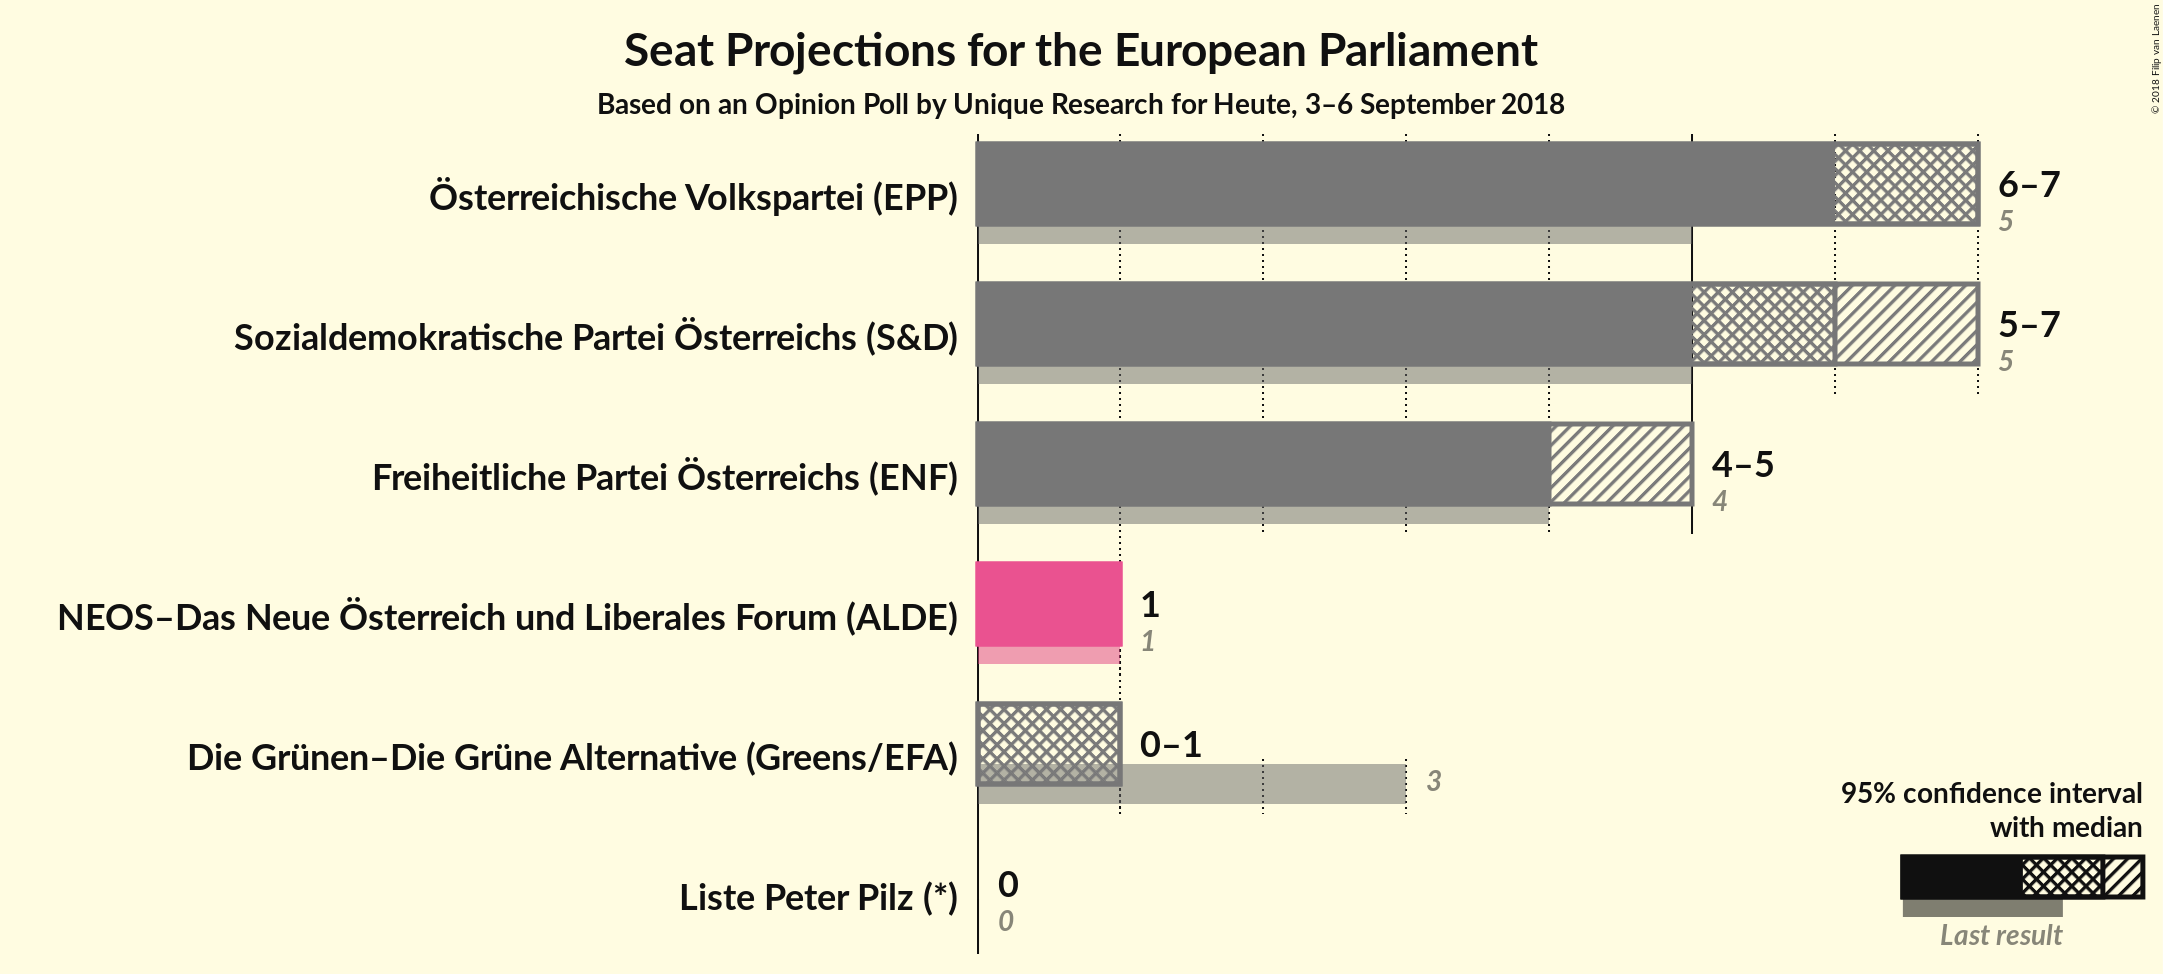 Seat Projections for the European Parliament
Based on an Opinion Poll by Unique Research for Heute, 3–6 September 2018
© 2018 Filip van Laenen
Österreichische Volkspartei (EPP)
6–7
5
Sozialdemokratische Partei Österreichs (S&D)
5–7
5
Freiheitliche Partei Österreichs (ENF)
4–5
4
NEOS–Das Neue Österreich und Liberales Forum (ALDE)
1
1
Die Grünen–Die Grüne Alternative (Greens/EFA)
0–1
3
Liste Peter Pilz (*)
0
0
95% confidence interval
with median
Last result